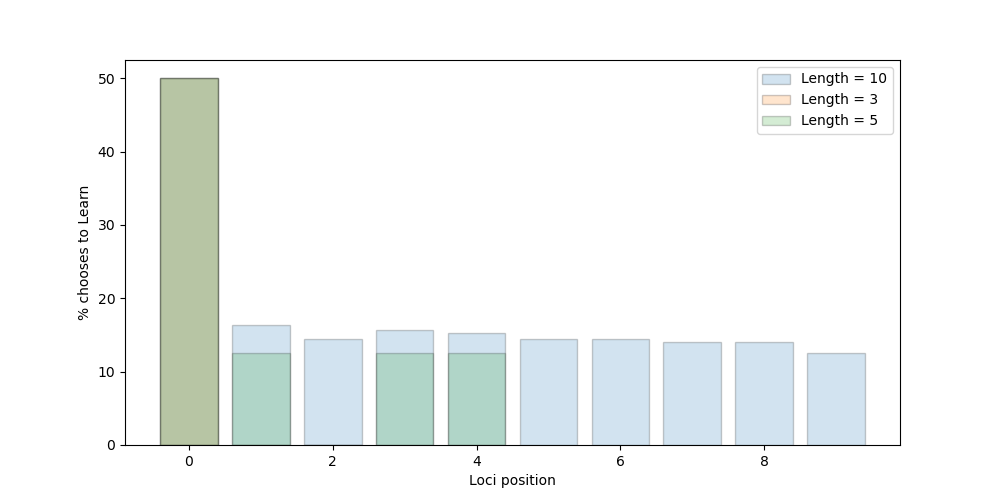 50
40
30
20
10
0
% chooses to Learn
0 2 4 6 8
Loci position
Length = 10
Length = 3
Length = 5